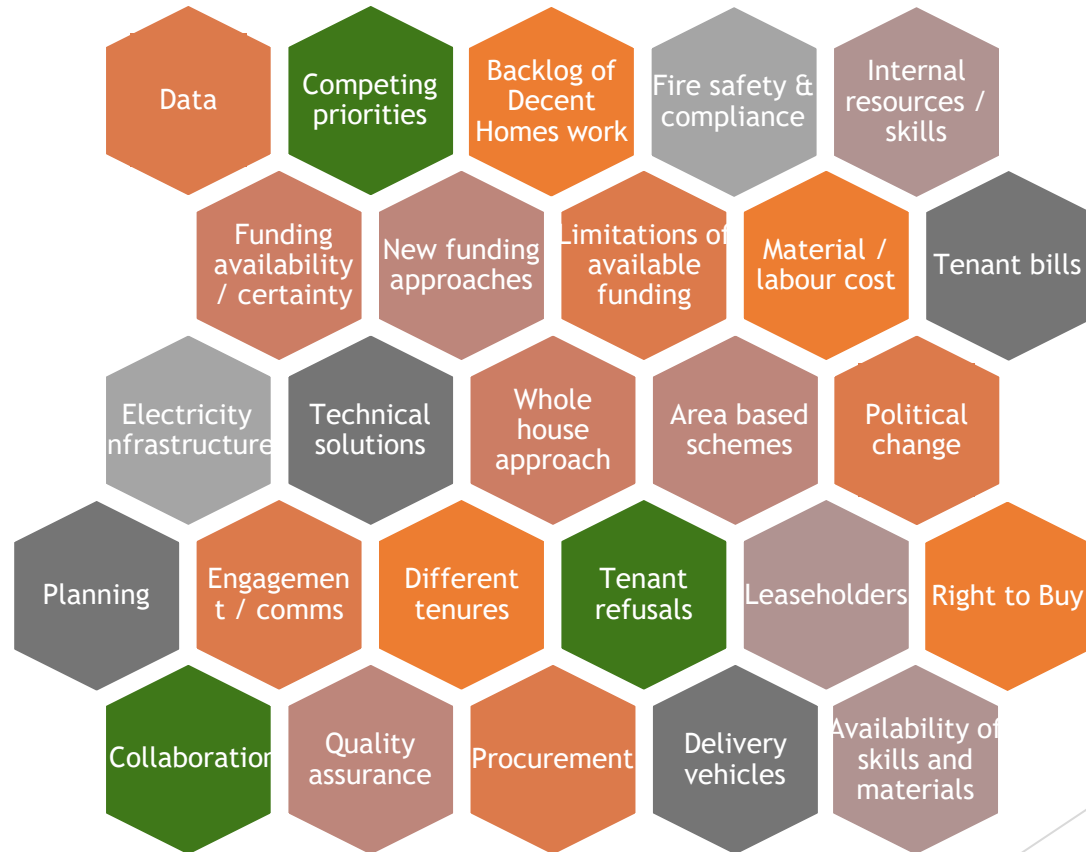 Data
Competing
priorities
Backlog of
Decent
Homes work
Fire safety &
compliance
Internal
resources /
skills
Funding
availability
/ certainty
New funding
approaches
Limitations of
available
funding
Material /
labour cost
Tenant bills
Electricity
infrastructure
Technical
solutions
Whole
house
approach
Area based
schemes
Political
change
Planning
Engagemen
t / comms
Different
tenures
Tenant
refusals
Leaseholders
Right to Buy
Collaboration
Quality
assurance
Procurement
Delivery
vehicles
Availability of
skills and
materials